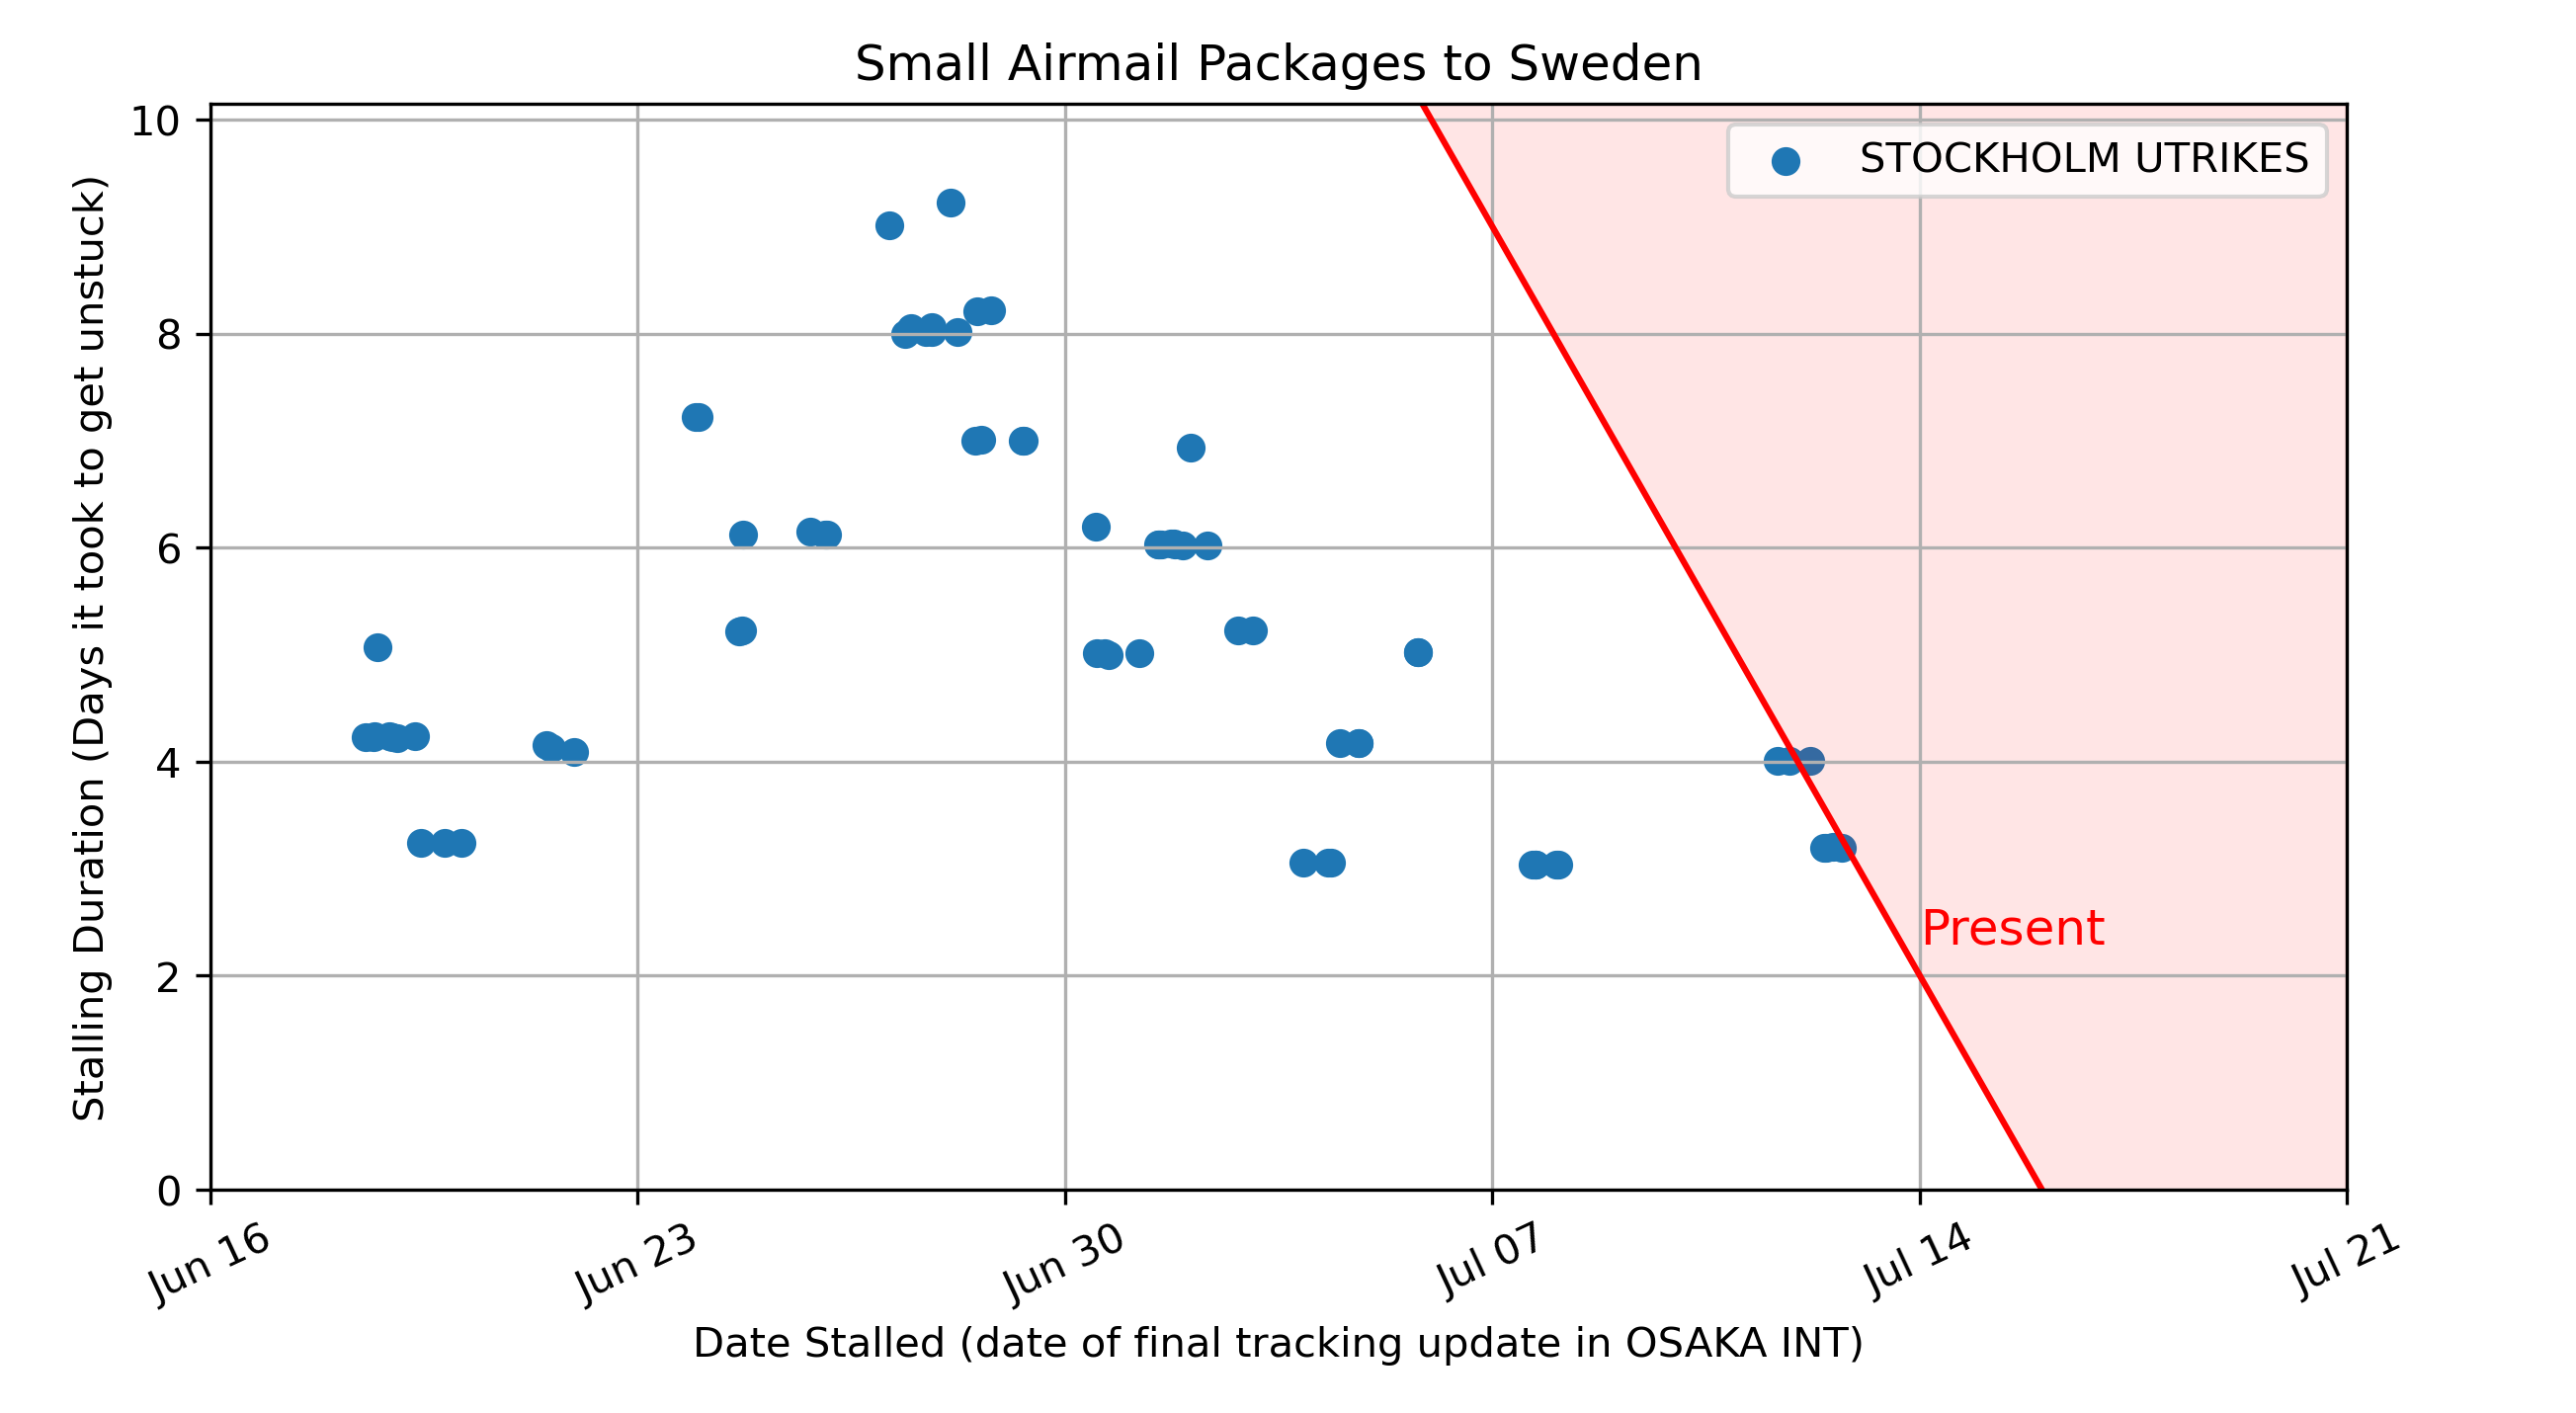 Small Airmail Packages to Sweden
Stalling Duration (Days it took to get unstuck)
10
8
6
4
2
0
STOCKHOLM UTRIKES
Present
Jun 16
Jun 23
Jun 30
Jul 07
Jul 14
Jul 21
Date Stalled (date of final tracking update in OSAKA INT)